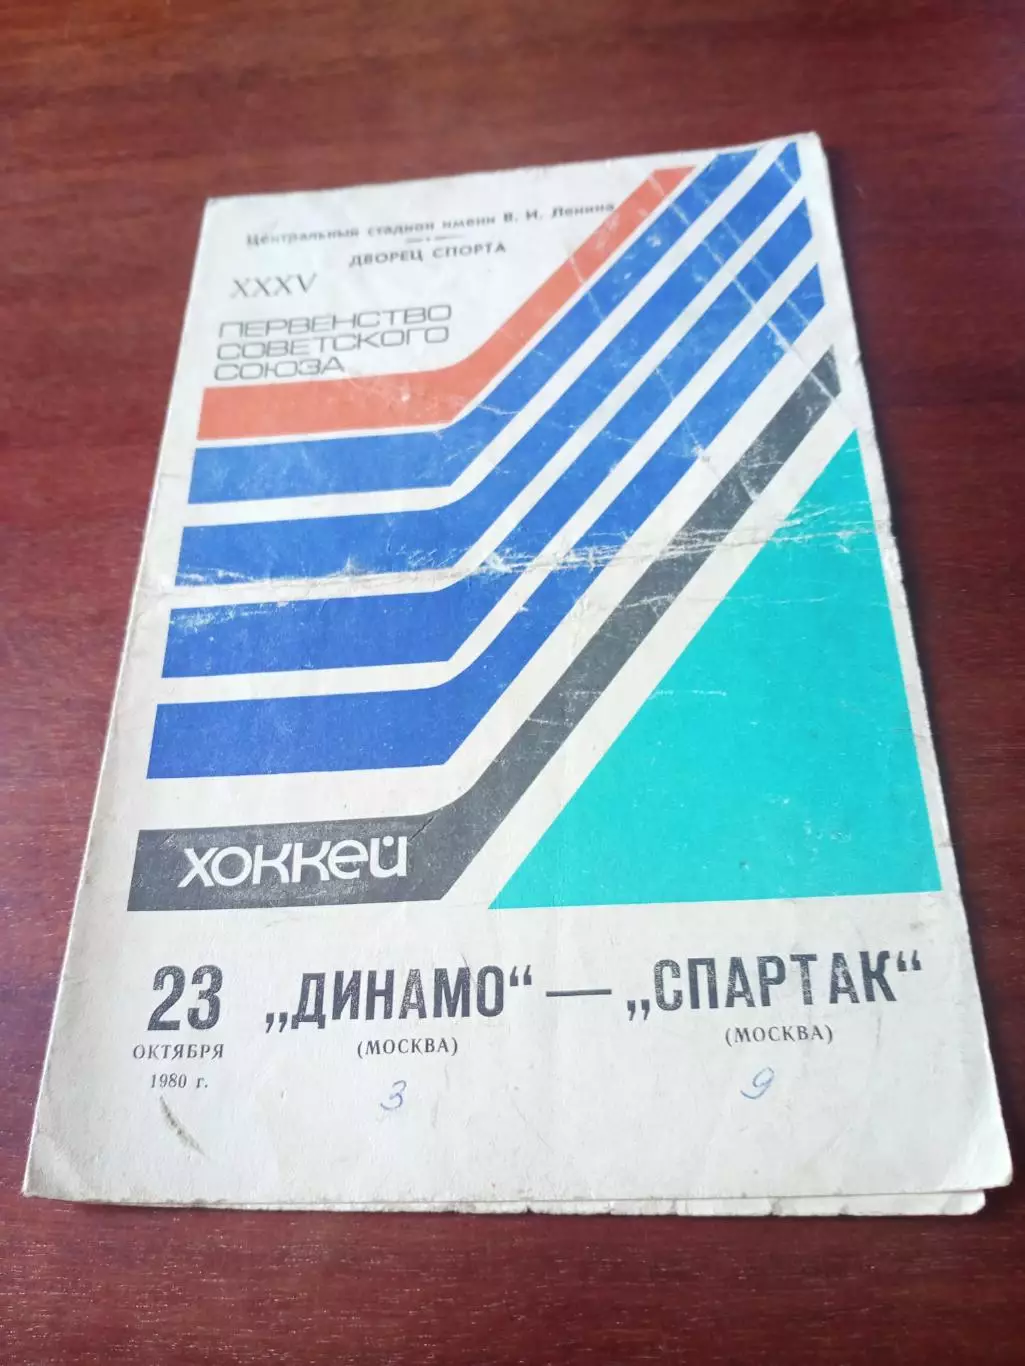 Центральный стадион имени В. И. Ленина
ДВОРЕЦ СПОРТА
XXXV
ПЕРВЕНСТВО
СОВЕТСКОГО
СОЮЗА
ХОККЕЙ
23 „ДИНАМО“ — „СПАРТАК“
ОКТЯБРЯ (МОСКВА) (МОСКВА)
1980 г.
3 9